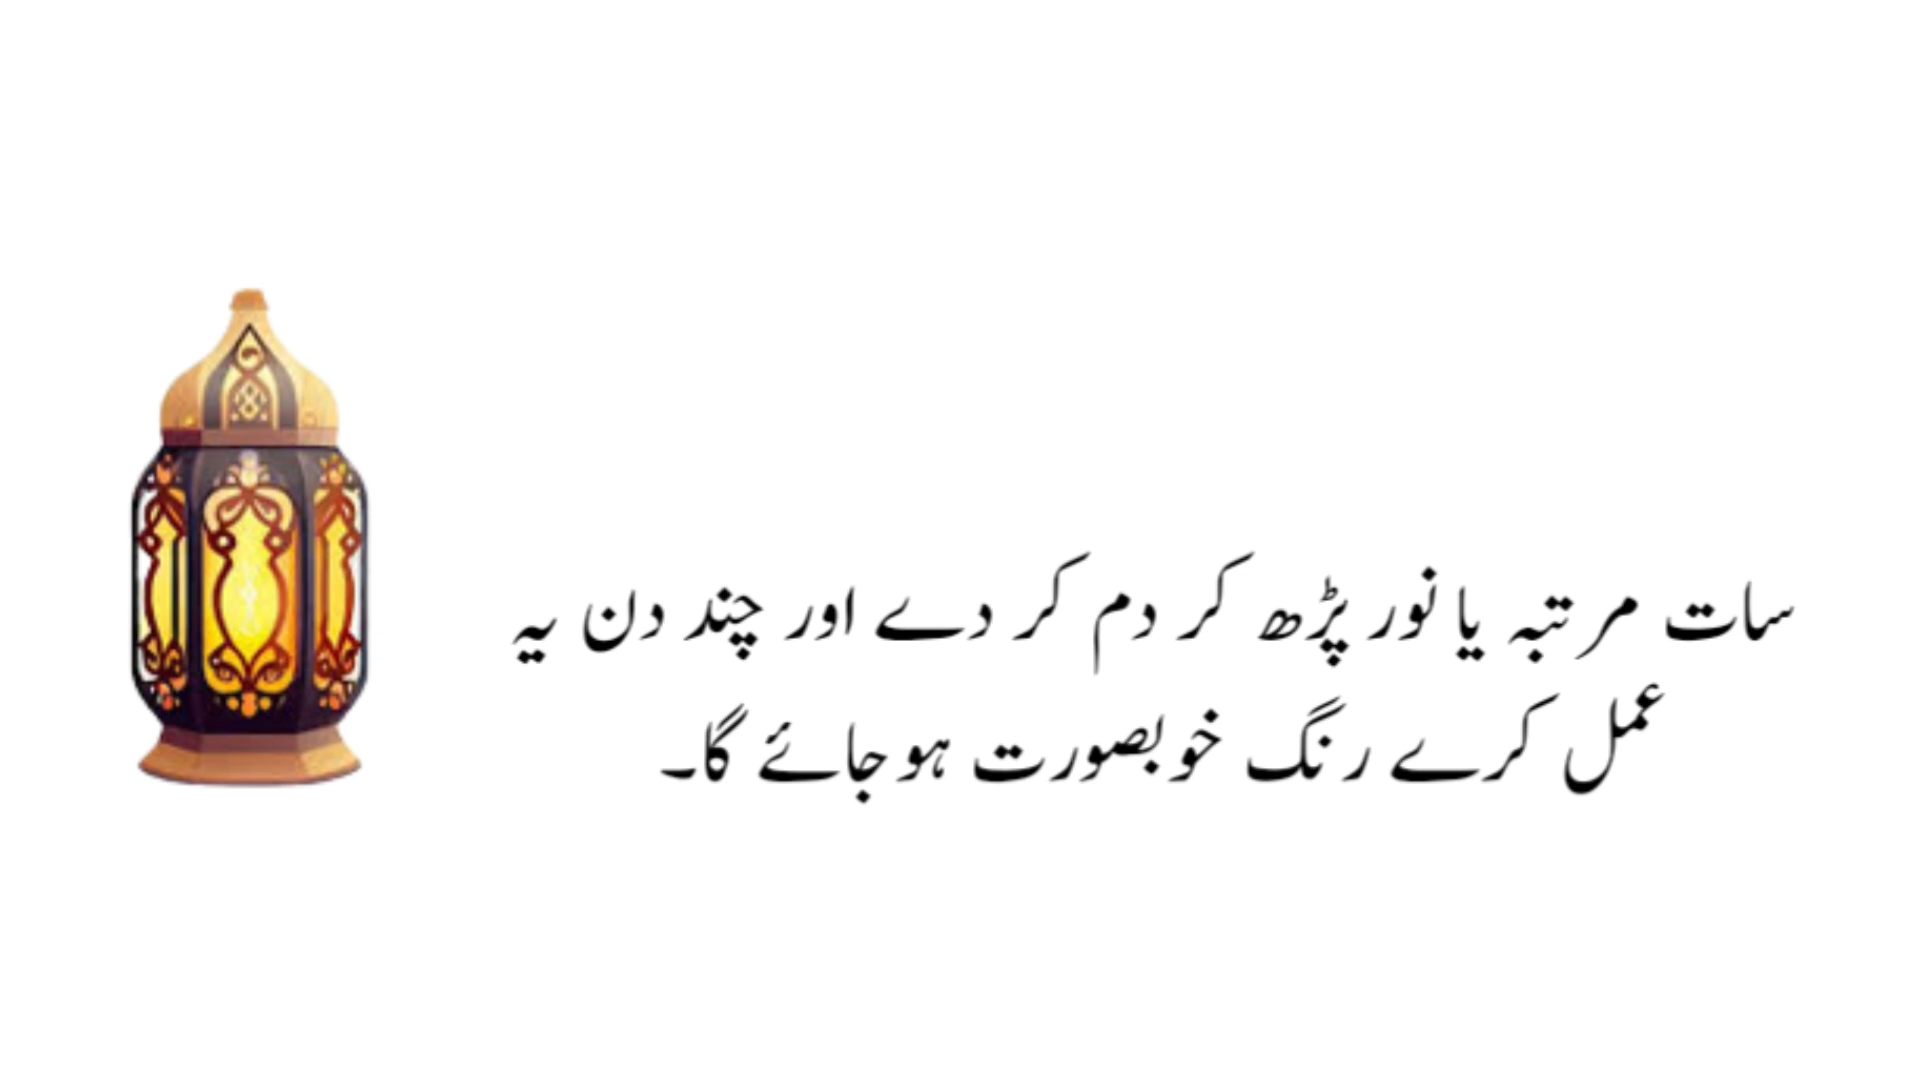 سات مرتبہ یا نور پڑھ کر دم کر دے اور چند دن یہ
عمل کرے رنگ خوبصورت ہو جائے گا۔